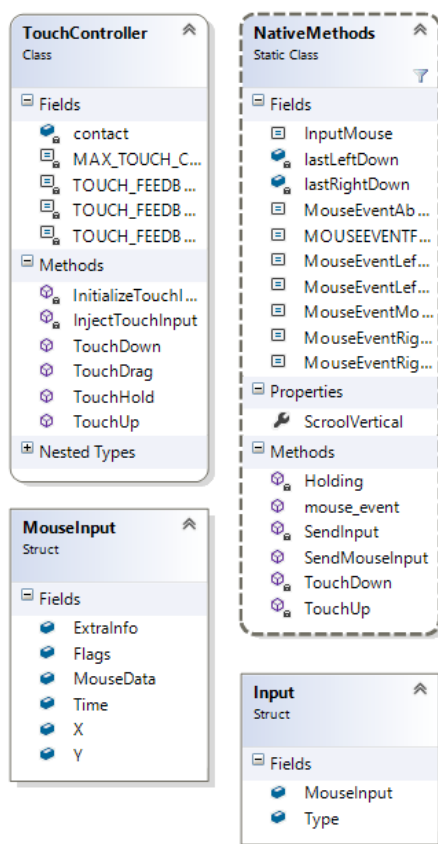 TouchController
Class
Fields
contact
MAX_TOUCH_C...
TOUCH_FEEDB...
TOUCH_FEEDB...
TOUCH_FEEDB...
Methods
InitializeTouchI...
InjectTouchInput
TouchDown
TouchDrag
TouchHold
TouchUp
Nested Types
NativeMethods
Static Class
Fields
InputMouse
lastLeftDown
lastRightDown
MouseEventAb...
MOUSEEVENTF...
MouseEventLef...
MouseEventLef...
MouseEventMo...
MouseEventRig...
MouseEventRig...
Properties
ScroolVertical
Methods
Holding
mouse_event
SendInput
SendMouseInput
TouchDown
TouchUp
MouseInput
Struct
Fields
ExtraInfo
Flags
MouseData
Time
X
Y
Input
Struct
Fields
MouseInput
Type